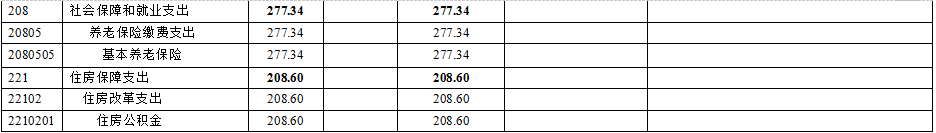 208 社会保障和就业支出 277.34 277.34
20805 养老保险缴费支出 277.34 277.34
2080505 基本养老保险 277.34 277.34
221 住房保障支出 208.60 208.60
22102 住房改革支出 208.60 208.60
2210201 住房公积金 208.60 208.60